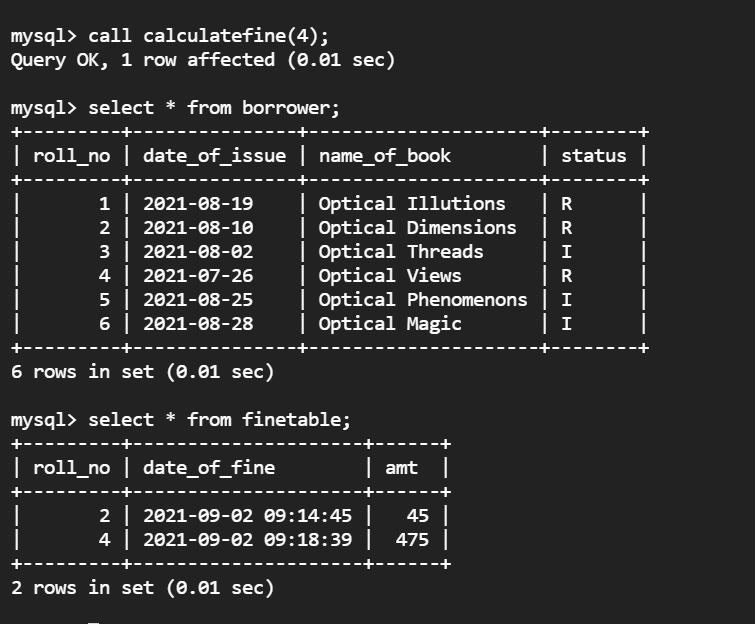 mysql> call calculatefine(4);
Query OK, 1 row affected (0.01 sec)
mysql> select * from borrower;
+---------+---------------+---------------------+--------+
| roll_no | date_of_issue | name_of_book        | status |
+---------+---------------+---------------------+--------+
|       1 | 2021-08-19    | Optical Illutions   | R      |
|       2 | 2021-08-10    | Optical Dimensions  | R      |
|       3 | 2021-08-02    | Optical Threads     | I      |
|       4 | 2021-07-26    | Optical Views       | R      |
|       5 | 2021-08-25    | Optical Phenomenons | I      |
|       6 | 2021-08-28    | Optical Magic       | I      |
+---------+---------------+---------------------+--------+
6 rows in set (0.01 sec)
mysql> select * from finetable;
+---------+---------------------+------+
| roll_no | date_of_fine        | amt  |
+---------+---------------------+------+
|       2 | 2021-09-02 09:14:45 |   45 |
|       4 | 2021-09-02 09:18:39 |  475 |
+---------+---------------------+------+
2 rows in set (0.01 sec)